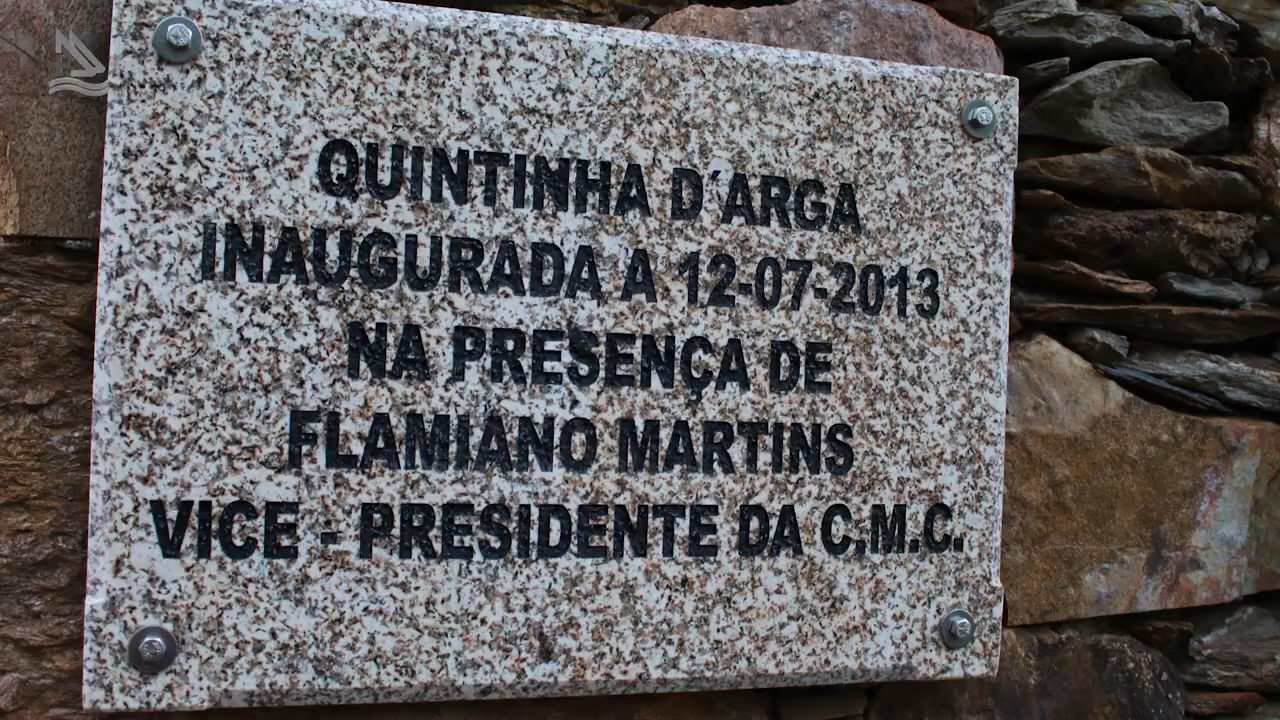 QUINTINHA D´ARGA
INAUGURADA A 12-07-2013
NA PRESENÇA DE
FLAMIANO MARTINS
VICE - PRESIDENTE DA C.M.C.